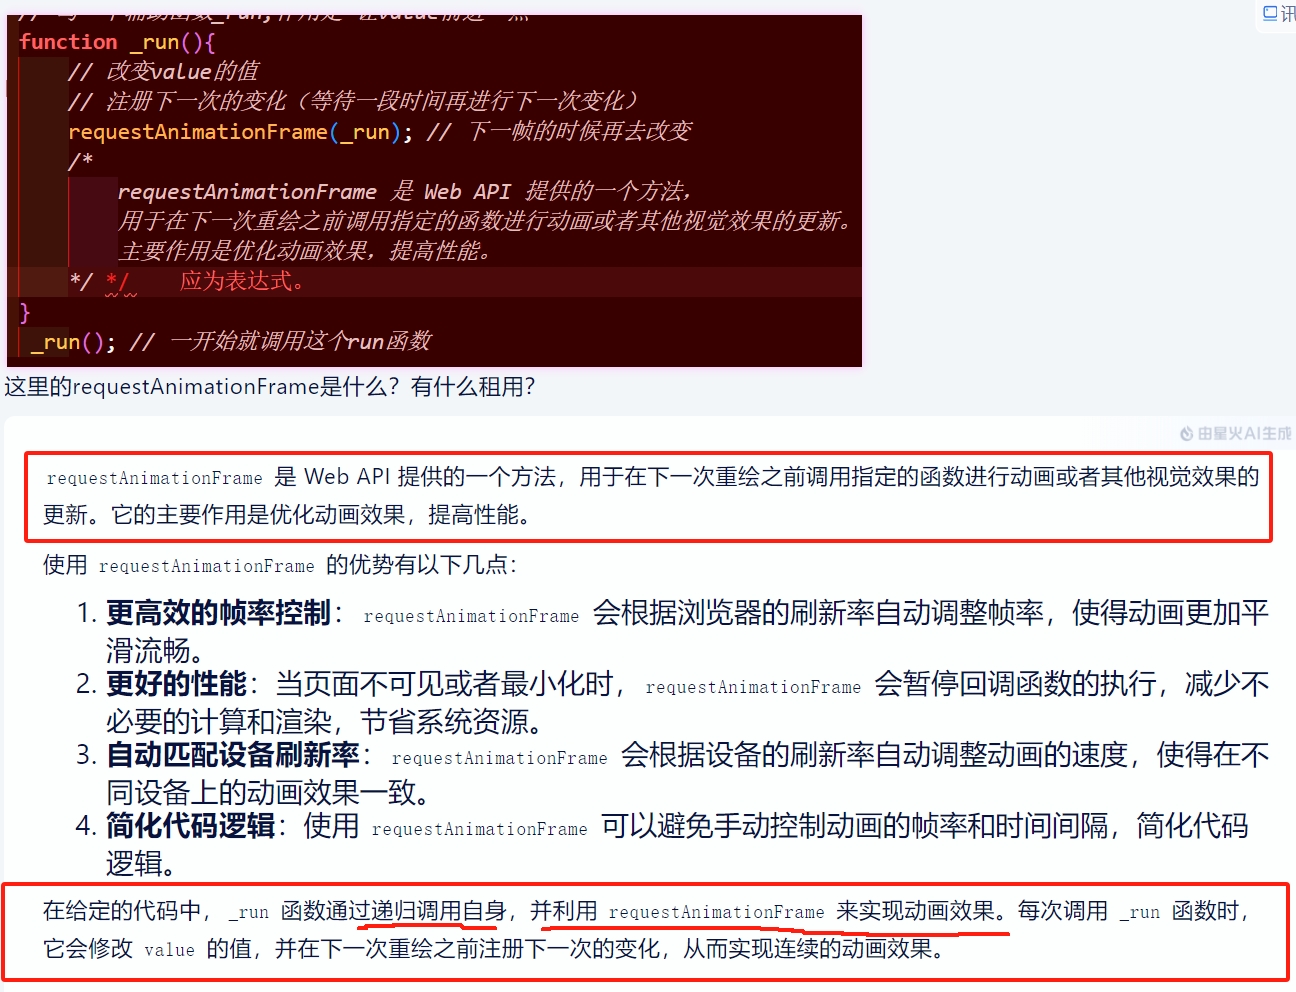 function _run(){
// 改变value的值
// 注册下一次的变化（等待一段时间再进行下一次变化）
requestAnimationFrame(_run); // 下一帧的时候再去改变
/*
requestAnimationFrame 是 Web API 提供的一个方法，
用于在下一次重绘之前调用指定的函数进行动画或者其他视觉效果的更新。
主要作用是优化动画效果，提高性能。
*/ */ 应为表达式。
}
_run(); // 一开始就调用这个run函数
讯
这里的requestAnimationFrame是什么？有什么租用？
由星火AI生成
requestAnimationFrame 是 Web API 提供的一个方法，用于在下一次重绘之前调用指定的函数进行动画或者其他视觉效果的
更新。它的主要作用是优化动画效果，提高性能。
使用 requestAnimationFrame 的优势有以下几点：
1. 更高效的帧率控制： requestAnimationFrame 会根据浏览器的刷新率自动调整帧率，使得动画更加平
滑流畅。
2. 更好的性能：当页面不可见或者最小化时， requestAnimationFrame 会暂停回调函数的执行，减少不
必要的计算和渲染，节省系统资源。
3. 自动匹配设备刷新率： requestAnimationFrame 会根据设备的刷新率自动调整动画的速度，使得在不
同设备上的动画效果一致。
4. 简化代码逻辑：使用 requestAnimationFrame 可以避免手动控制动画的帧率和时间间隔，简化代码
逻辑。
在给定的代码中， _run 函数通过递归调用自身，并利用 requestAnimationFrame 来实现动画效果。每次调用 _run 函数时，
它会修改 value 的值，并在下一次重绘之前注册下一次的变化，从而实现连续的动画效果。